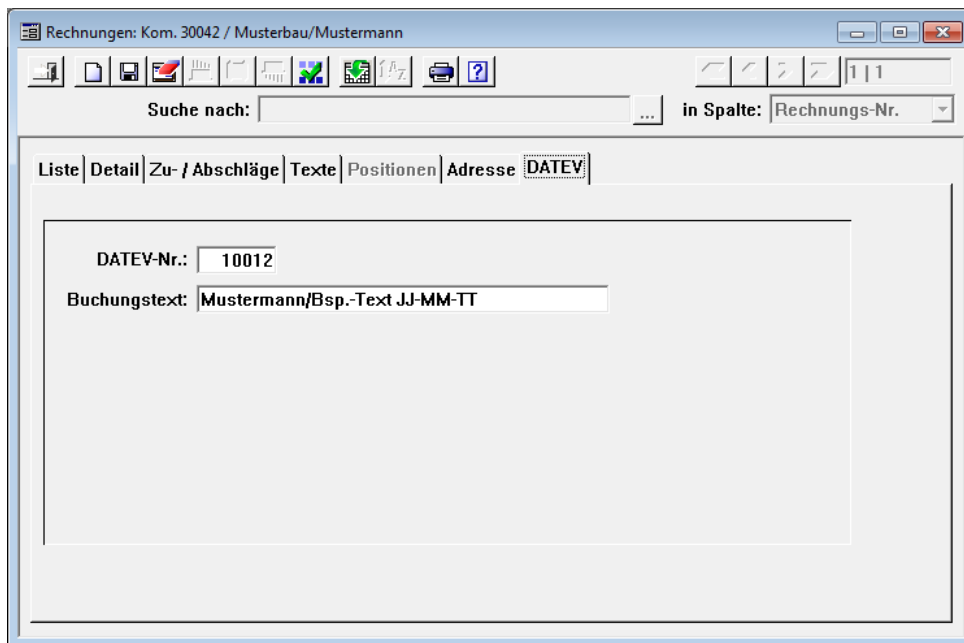 Rechnungen: Kom. 30042 / Musterbau/Mustermann
1 | 1
Suche nach: ... in Spalte: Rechnungs-Nr.
Liste Detail Zu- / Abschläge Texte Positionen Adresse DATEV
DATEV-Nr.: 10012
Buchungstext: Mustermann/Bsp.-Text JJ-MM-TT